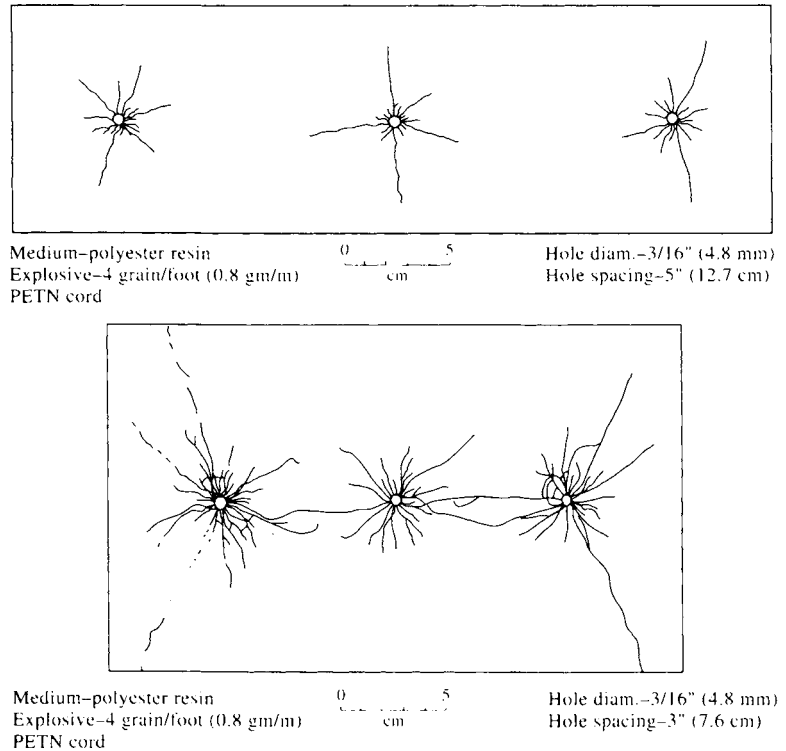 Medium–polyester resin
Explosive–4 grain/foot (0.8 gm/m)
PETN cord
0 5
cm
Hole diam.–3/16" (4.8 mm)
Hole spacing–5" (12.7 cm)
Medium–polyester resin
Explosive–4 grain/foot (0.8 gm/m)
PETN cord
0 5
cm
Hole diam.–3/16" (4.8 mm)
Hole spacing–3" (7.6 cm)